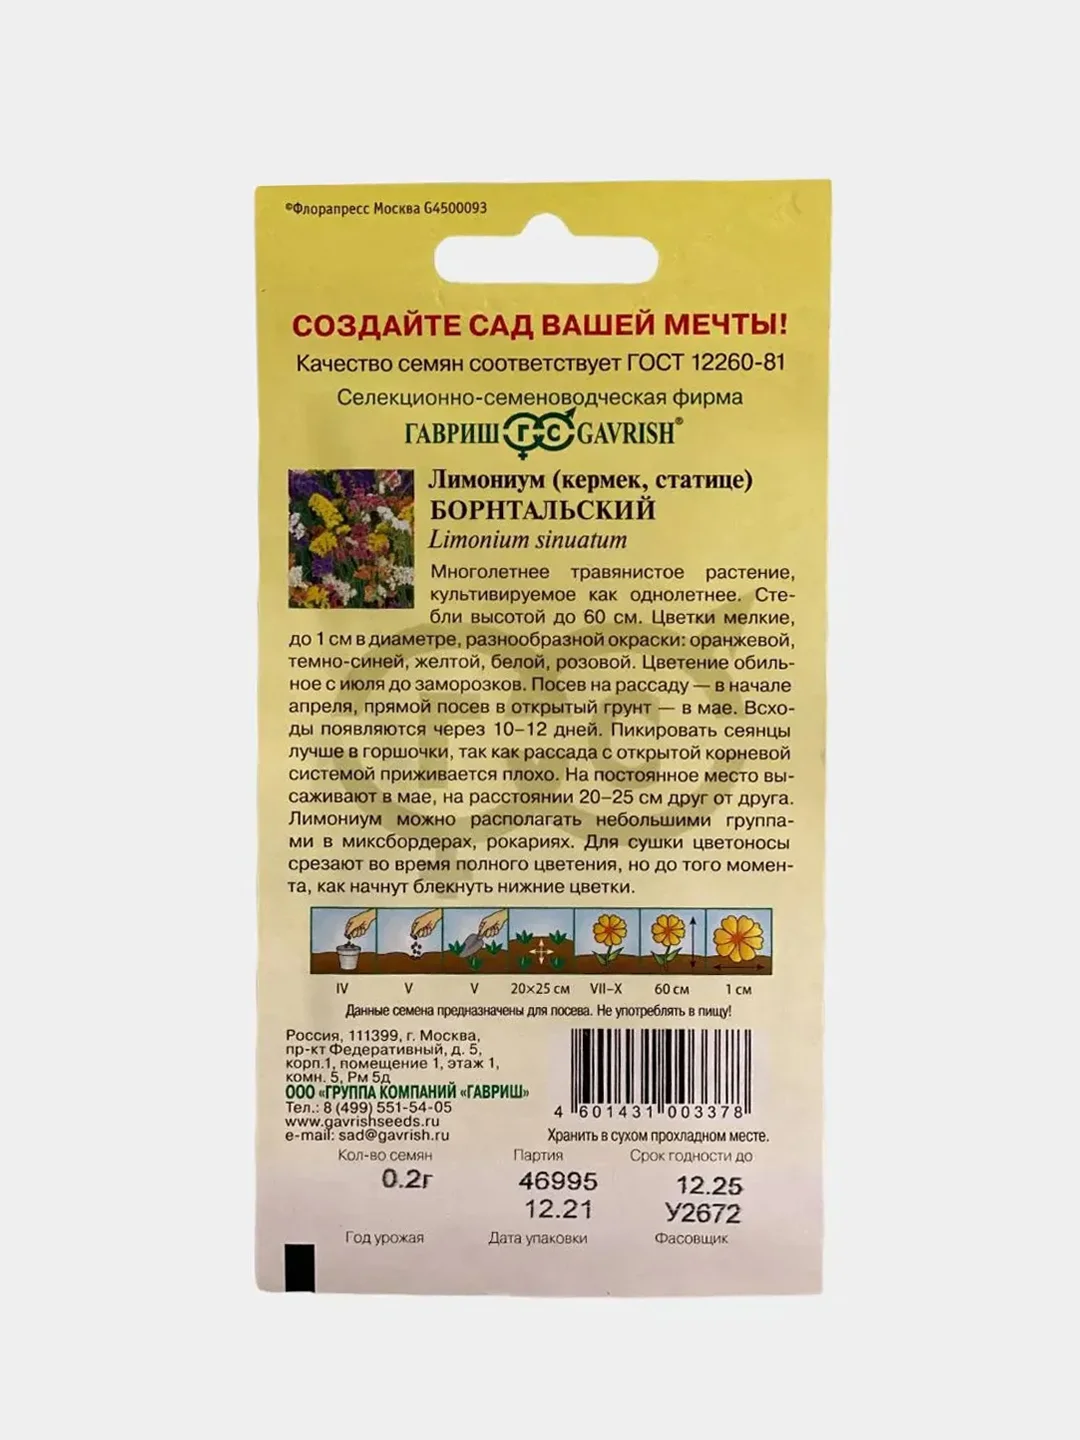 ©Флорапресс Москва G4500093
СОЗДАЙТЕ САД ВАШЕЙ МЕЧТЫ!
Качество семян соответствует ГОСТ 12260-81
Селекционно-семеноводческая фирма
ГАВРИШ ГС GAVRISH®
Лимониум (кермек, статице)
БОРНТАЛЬСКИЙ
Limonium sinuatum
Многолетнее травянистое растение,
культивируемое как однолетнее. Сте-
бли высотой до 60 см. Цветки мелкие,
до 1 см в диаметре, разнообразной окраски: оранжевой,
темно-синей, желтой, белой, розовой. Цветение обиль-
ное с июля до заморозков. Посев на рассаду — в начале
апреля, прямой посев в открытый грунт — в мае. Всхо-
ды появляются через 10–12 дней. Пикировать сеянцы
лучше в горшочки, так как рассада с открытой корневой
системой приживается плохо. На постоянное место вы-
саживают в мае, на расстоянии 20–25 см друг от друга.
Лимониум можно располагать небольшими группа-
ми в миксбордерах, рокариях. Для сушки цветоносы
срезают во время полного цветения, но до того момен-
та, как начнут блекнуть нижние цветки.
IV V V 20×25 см VII–X 60 см 1 см
Данные семена предназначены для посева. Не употреблять в пищу!
Россия, 111399, г. Москва,
пр-кт Федеративный, д. 5,
корп.1, помещение 1, этаж 1,
комн. 5, Рм 5д
ООО «ГРУППА КОМПАНИЙ «ГАВРИШ»
Тел.: 8 (499) 551-54-05
www.gavrishseeds.ru
e-mail: sad@gavrish.ru
4 601431 003378
Хранить в сухом прохладном месте.
Кол-во семян Партия Срок годности до
0.2г 46995 12.25
12.21 У2672
Год урожая Дата упаковки Фасовщик